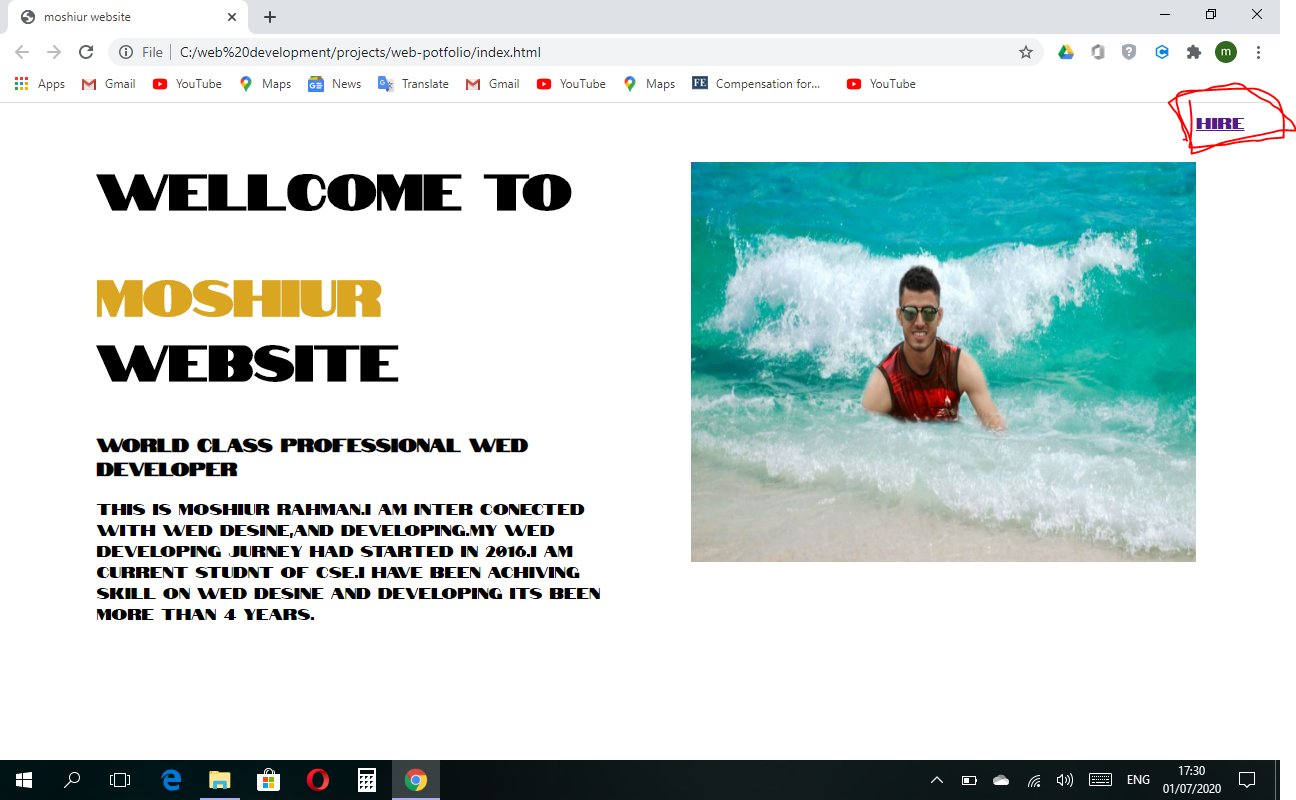 moshiur website
File C:/web%20development/projects/web-potfolio/index.html
m
Apps Gmail YouTube Maps News Translate Gmail YouTube Maps FE Compensation for... YouTube
HIRE
WELLCOME TO
MOSHIUR
WEBSITE
WORLD CLASS PROFESSIONAL WED
DEVELOPER
THIS IS MOSHIUR RAHMAN.I AM INTER CONECTED
WITH WED DESINE,AND DEVELOPING.MY WED
DEVELOPING JURNEY HAD STARTED IN 2016.I AM
CURRENT STUDNT OF CSE.I HAVE BEEN ACHIVING
SKILL ON WED DESINE AND DEVELOPING ITS BEEN
MORE THAN 4 YEARS.
ENG
17:30
01/07/2020